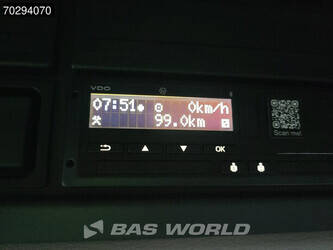 70294070
VDO
07:51 0km/h
99.0km
OK
Scan me!
BAS WORLD